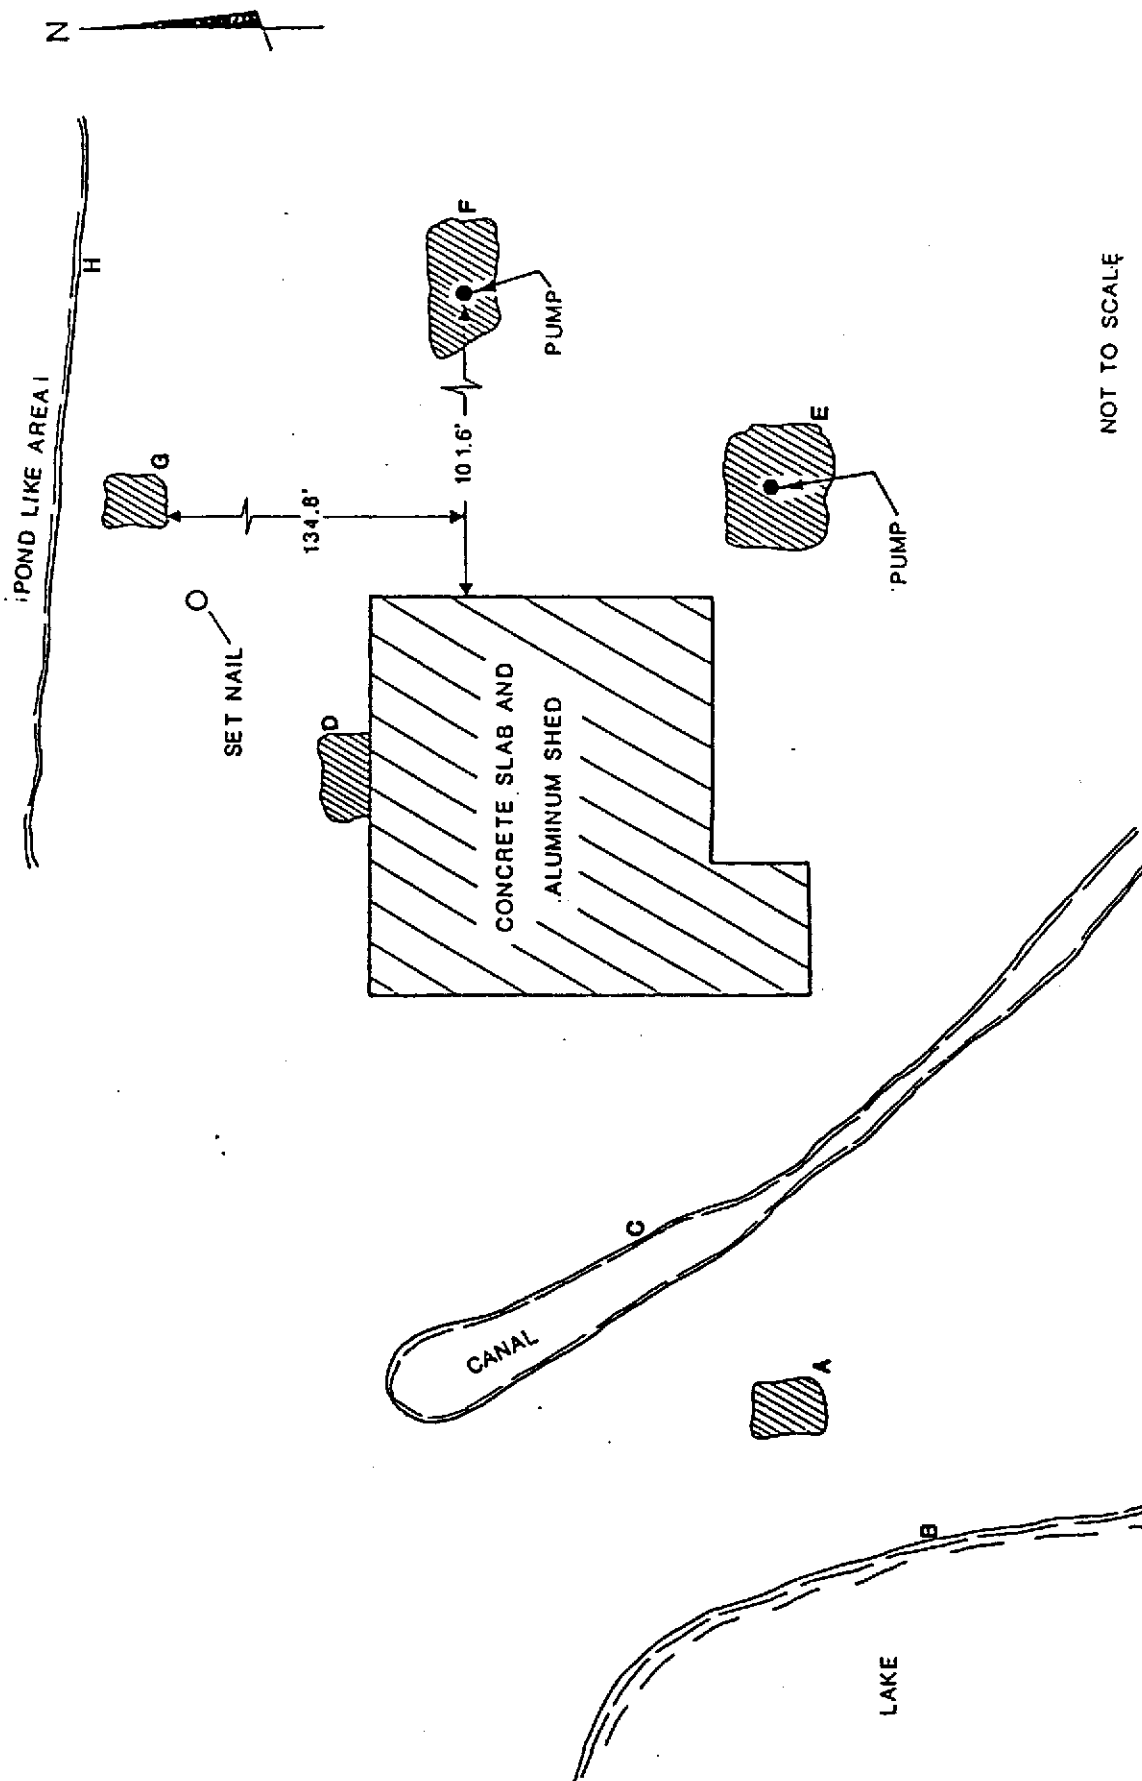 N
POND LIKE AREA
H
G
SET NAIL
134.8'
D
F
101.6'
PUMP
CONCRETE SLAB AND
ALUMINUM SHED
E
PUMP
C
CANAL
A
B
LAKE
NOT TO SCALE